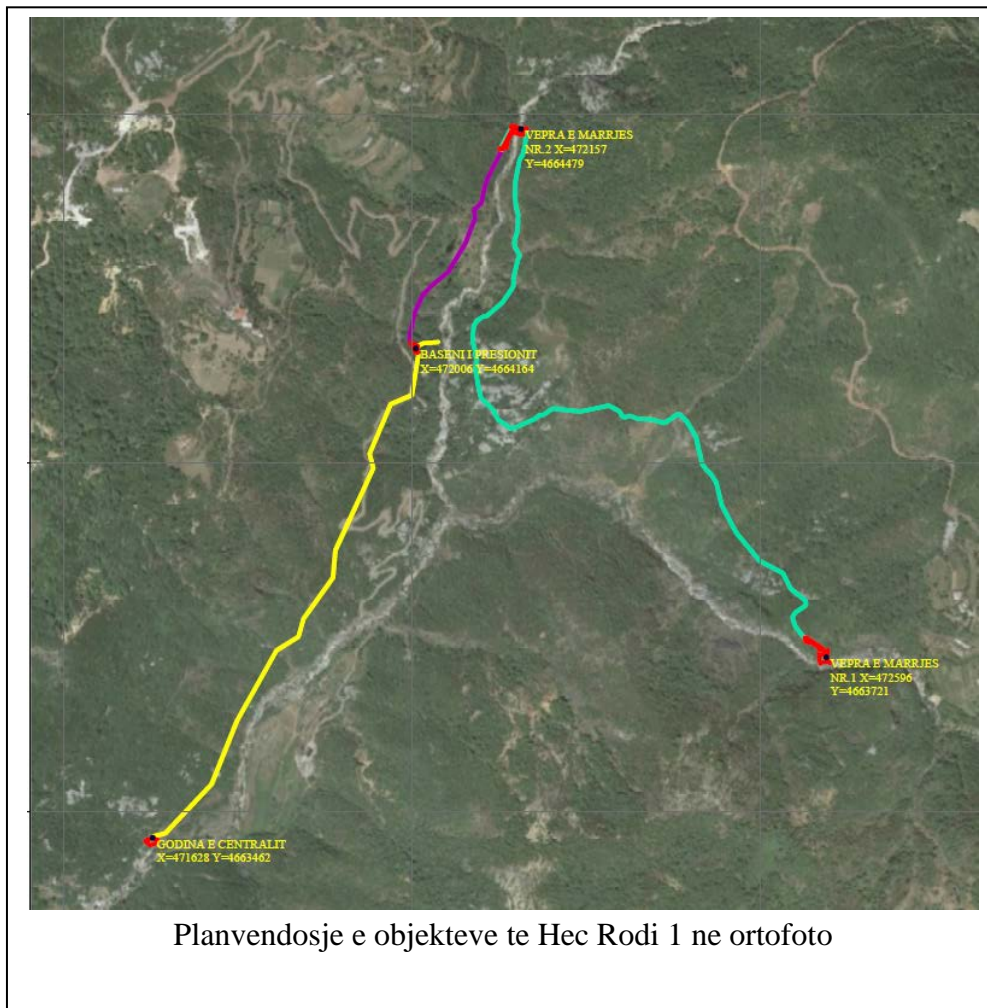 VEPRA E MARRJES
NR.2 X=472157
Y=4664479
BASENI I PRESIONIT
X=472006 Y=4664164
VEPRA E MARRJES
NR.1 X=472596
Y=4663721
GODINA E CENTRALIT
X=471628 Y=4663462
Planvendosje e objekteve te Hec Rodi 1 ne ortofoto